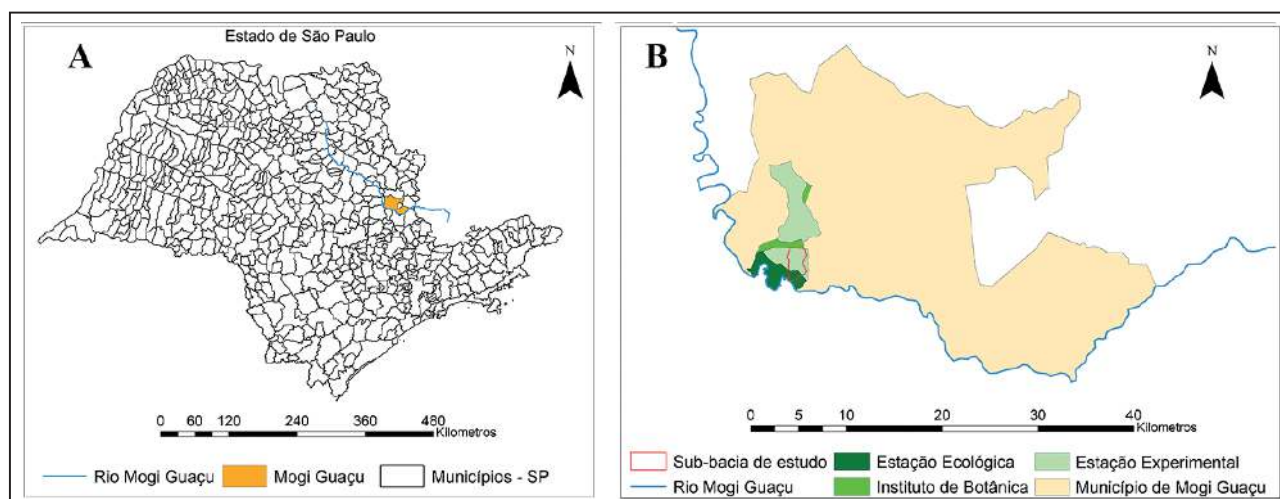 Estado de São Paulo
A
N
0 60 120 240 360 480
Kilometros
Rio Mogi Guaçu
Mogi Guaçu
Municípios - SP
B
N
0 5 10 20 30 40
Kilometros
Sub-bacia de estudo
Estação Ecológica
Estação Experimental
Rio Mogi Guaçu
Instituto de Botânica
Município de Mogi Guaçu